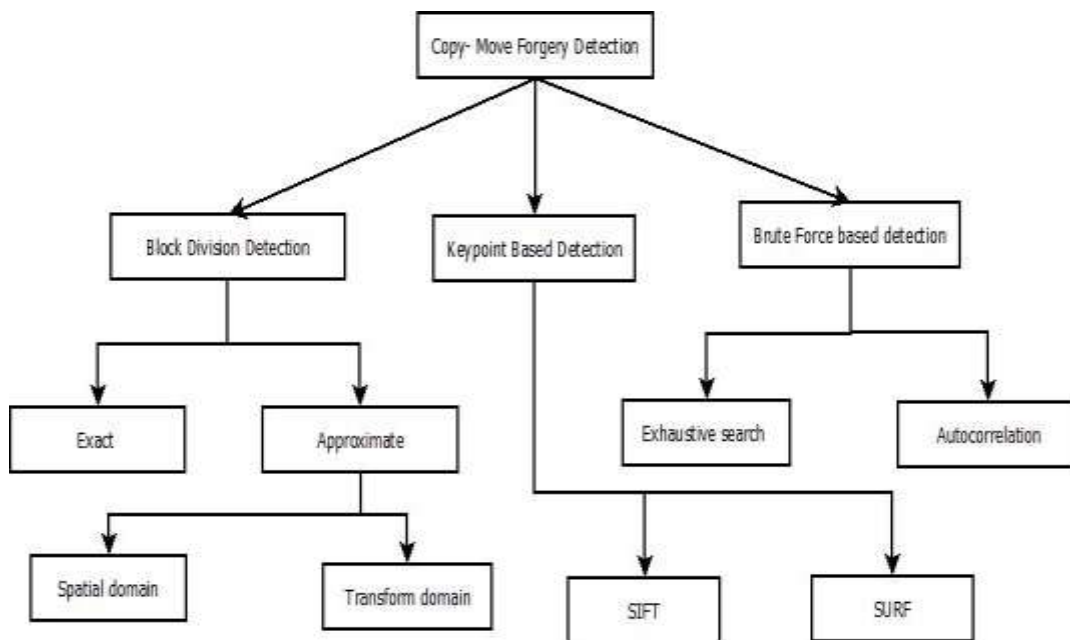 Copy- Move Forgery Detection
Block Division Detection
Keypoint Based Detection
Brute Force based detection
Exact
Approximate
Exhaustive search
Autocorrelation
Spatial domain
Transform domain
SIFT
SURF